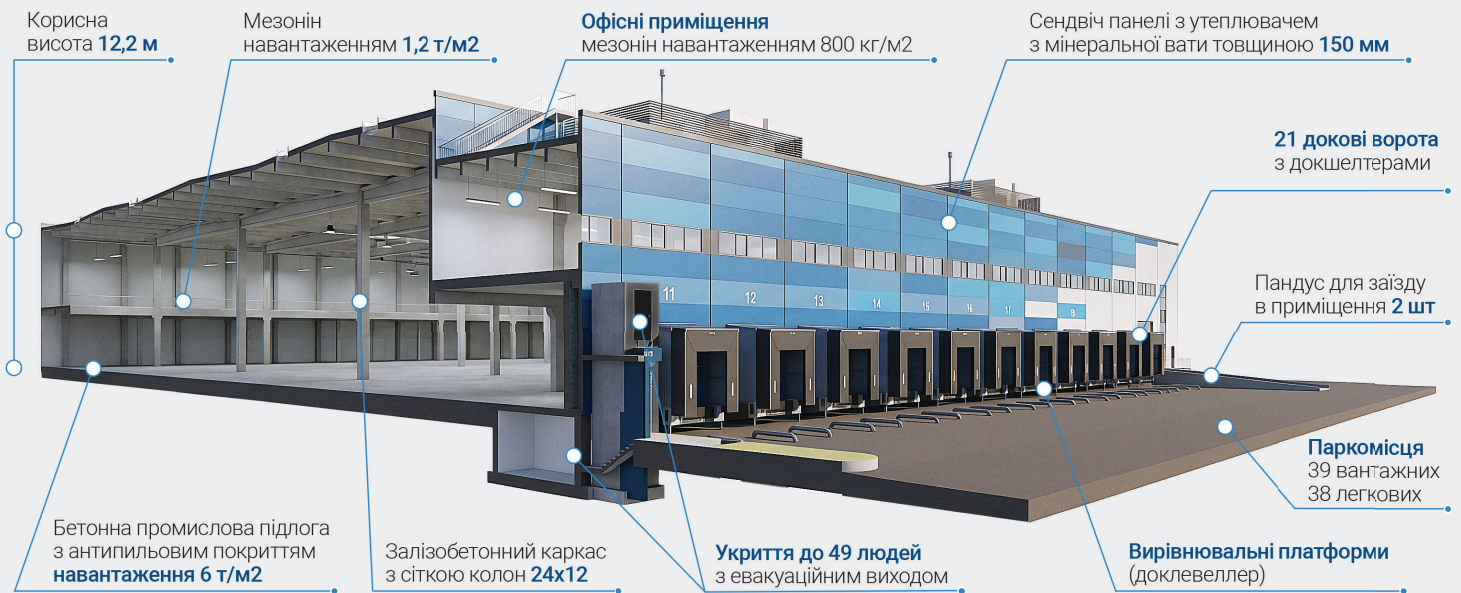 Корисна
висота 12,2 м
Мезонін
навантаженням 1,2 т/м2
Офісні приміщення
мезонін навантаженням 800 кг/м2
Сендвіч панелі з утеплювачем
з мінеральної вати товщиною 150 мм
21 докові ворота
з докшелтерами
Пандус для заїзду
в приміщення 2 шт
11
12
13
14
15
16
17
18
Паркомісця
39 вантажних
38 легкових
Бетонна промислова підлога
з антипильовим покриттям
навантаження 6 т/м2
Залізобетонний каркас
з сіткою колон 24х12
Укриття до 49 людей
з евакуаційним виходом
Вирівнювальні платформи
(доклевеллер)